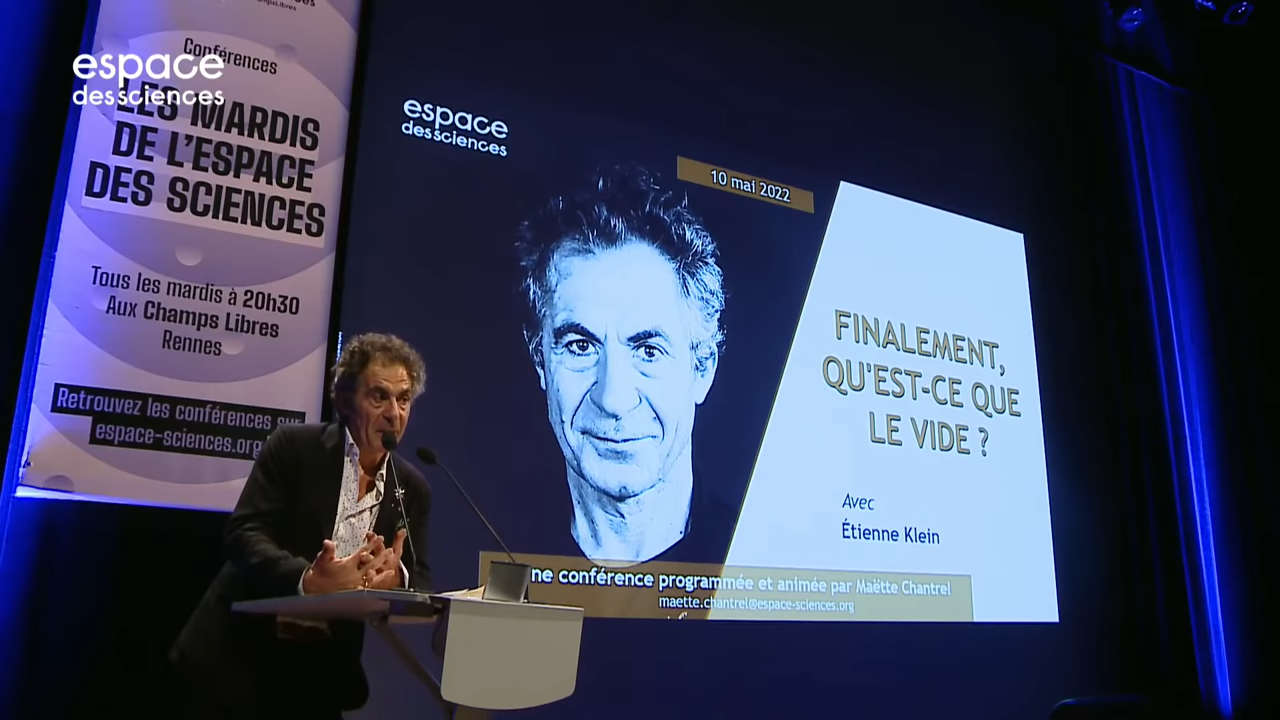 Conférences
espace
des sciences
LES MARDIS
DE L'ESPACE
DES SCIENCES
Tous les mardis à 20h30
Aux Champs Libres
Rennes
Retrouvez les conférences sur
espace-sciences.org
espace
des sciences
10 mai 2022
FINALEMENT,
QU'EST-CE QUE
LE VIDE ?
Avec
Étienne Klein
ne conférence programmée et animée par Maëtte Chantrel
maette.chantrel@espace-sciences.org